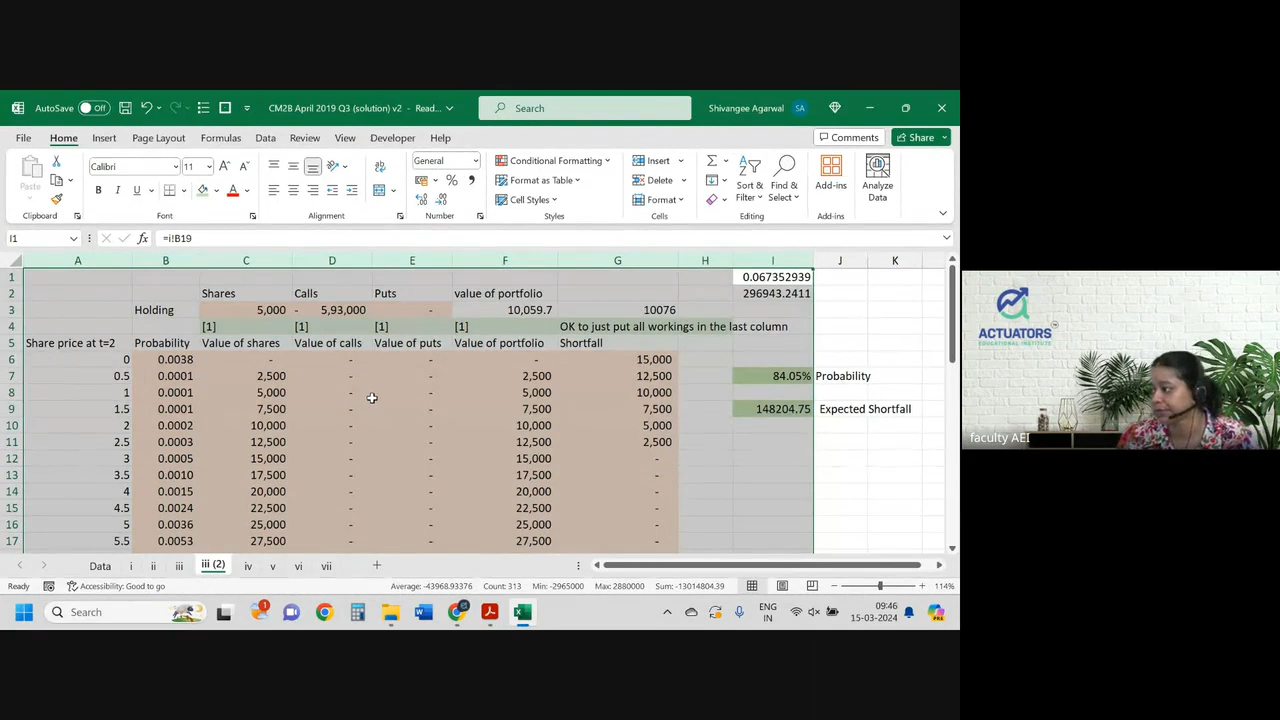 AutoSave Off CM2B April 2019 Q3 (solution) v2 - Read... Search Shivangee Agarwal SA
File Home Insert Page Layout Formulas Data Review View Developer Help Comments Share
Paste Calibri 11 General Conditional Formatting Insert
Format as Table Delete Sort & Filter Find & Select Add-ins Analyze Data
Cell Styles Format
Clipboard Font Alignment Number Styles Cells Editing Add-ins
I1 fx =i!B19
A B C D E F G H I J K
1 0.067352939
2 Shares Calls Puts value of portfolio 296943.2411
3 Holding 5,000 - 5,93,000 - 10,059.7 10076
4 [1] [1] [1] [1] OK to just put all workings in the last column
5 Share price at t=2 Probability Value of shares Value of calls Value of puts Value of portfolio Shortfall
6 0 0.0038 - - - - 15,000
7 0.5 0.0001 2,500 - - 2,500 12,500 84.05% Probability
8 1 0.0001 5,000 - - 5,000 10,000
9 1.5 0.0001 7,500 - - 7,500 7,500 148204.75 Expected Shortfall
10 2 0.0002 10,000 - - 10,000 5,000
11 2.5 0.0003 12,500 - - 12,500 2,500
12 3 0.0005 15,000 - - 15,000 -
13 3.5 0.0010 17,500 - - 17,500 -
14 4 0.0015 20,000 - - 20,000 -
15 4.5 0.0024 22,500 - - 22,500 -
16 5 0.0036 25,000 - - 25,000 -
17 5.5 0.0053 27,500 - - 27,500 -
Data i ii iii iii (2) iv v vi vii
Ready Accessibility: Good to go Average: -43968.93376 Count: 313 Min: -2965000 Max: 2880000 Sum: -13014804.39 114%
Search 1 ENG IN 09:46 15-03-2024
ACTUATORS
EDUCATIONAL INSTITUTE
faculty AEI